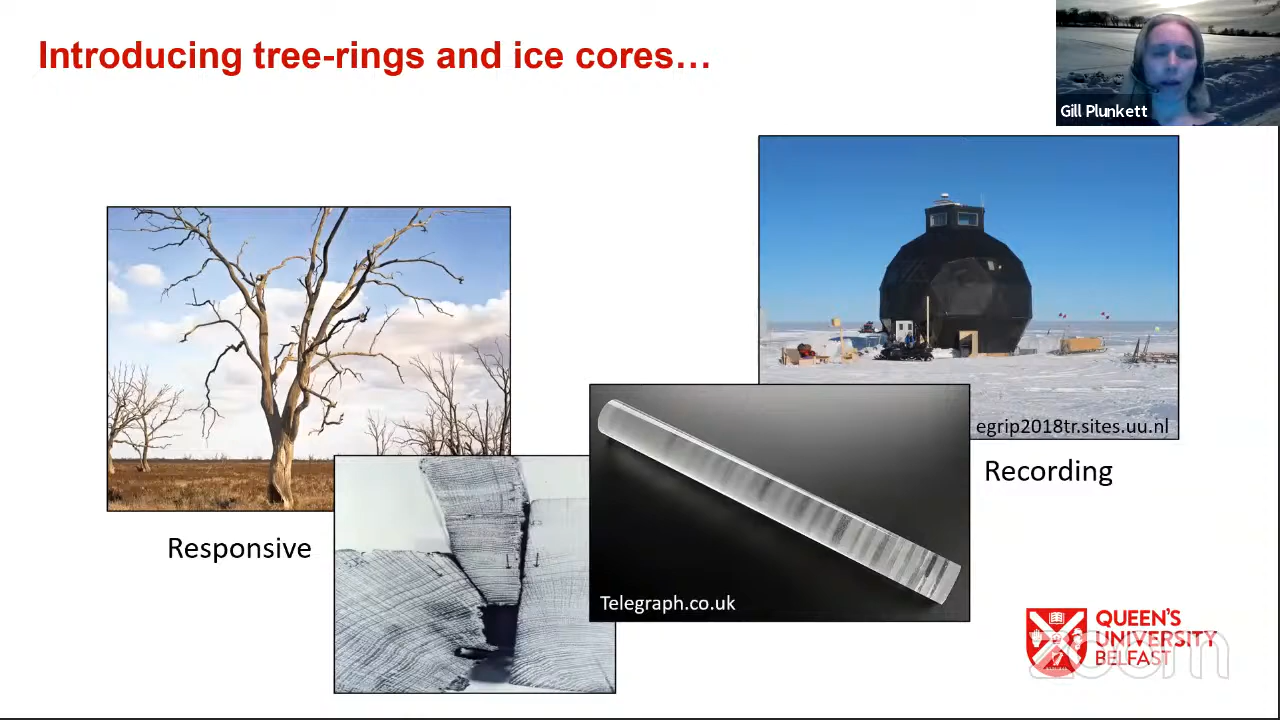 Introducing tree-rings and ice cores…
Gill Plunkett
egrip2018tr.sites.uu.nl
Recording
Responsive
Telegraph.co.uk
QUEEN'S
UNIVERSITY
BELFAST
zoom